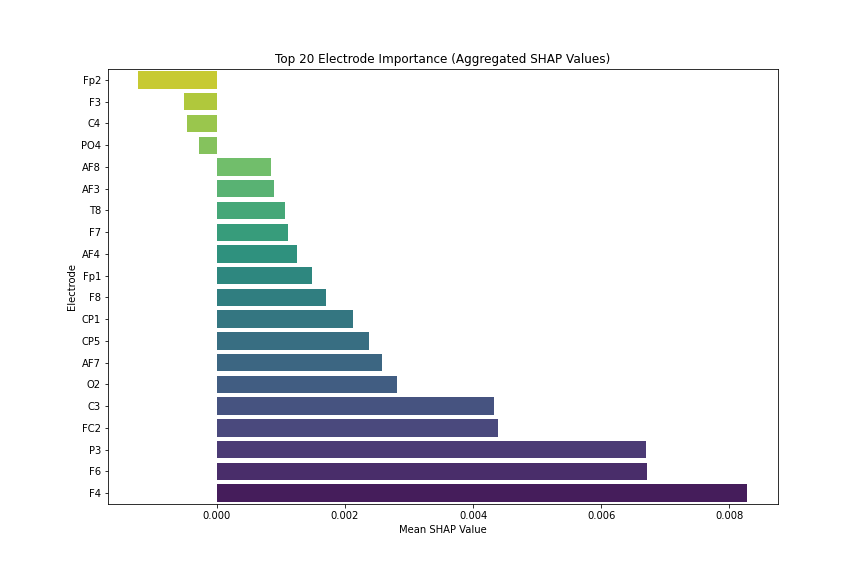 Top 20 Electrode Importance (Aggregated SHAP Values)
Electrode
Fp2
F3
C4
PO4
AF8
AF3
T8
F7
AF4
Fp1
F8
CP1
CP5
AF7
O2
C3
FC2
P3
F6
F4
0.000 0.002 0.004 0.006 0.008
Mean SHAP Value